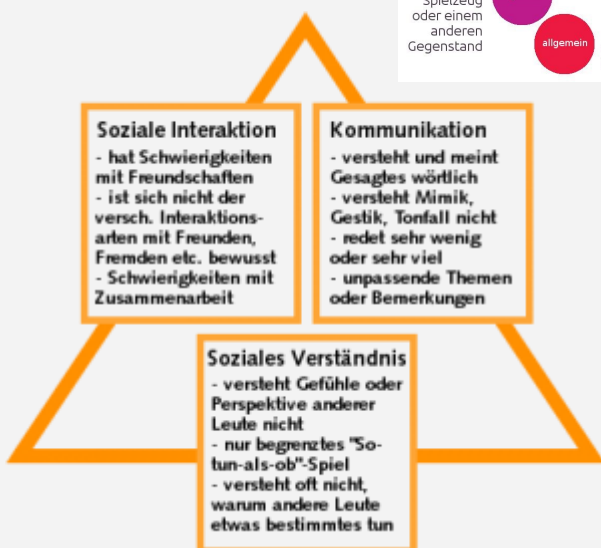 Spielzeug
oder einem
anderen
Gegenstand
allgemein
Soziale Interaktion
- hat Schwierigkeiten
mit Freundschaften
- ist sich nicht der
versch. Interaktions-
arten mit Freunden,
Fremden etc. bewusst
- Schwierigkeiten mit
Zusammenarbeit
Kommunikation
- versteht und meint
Gesagtes wörtlich
- versteht Mimik,
Gestik, Tonfall nicht
- redet sehr wenig
oder sehr viel
- unpassende Themen
oder Bemerkungen
Soziales Verständnis
- versteht Gefühle oder
Perspektive anderer
Leute nicht
- nur begrenztes "So-
tun-als-ob"-Spiel
- versteht oft nicht,
warum andere Leute
etwas bestimmtes tun